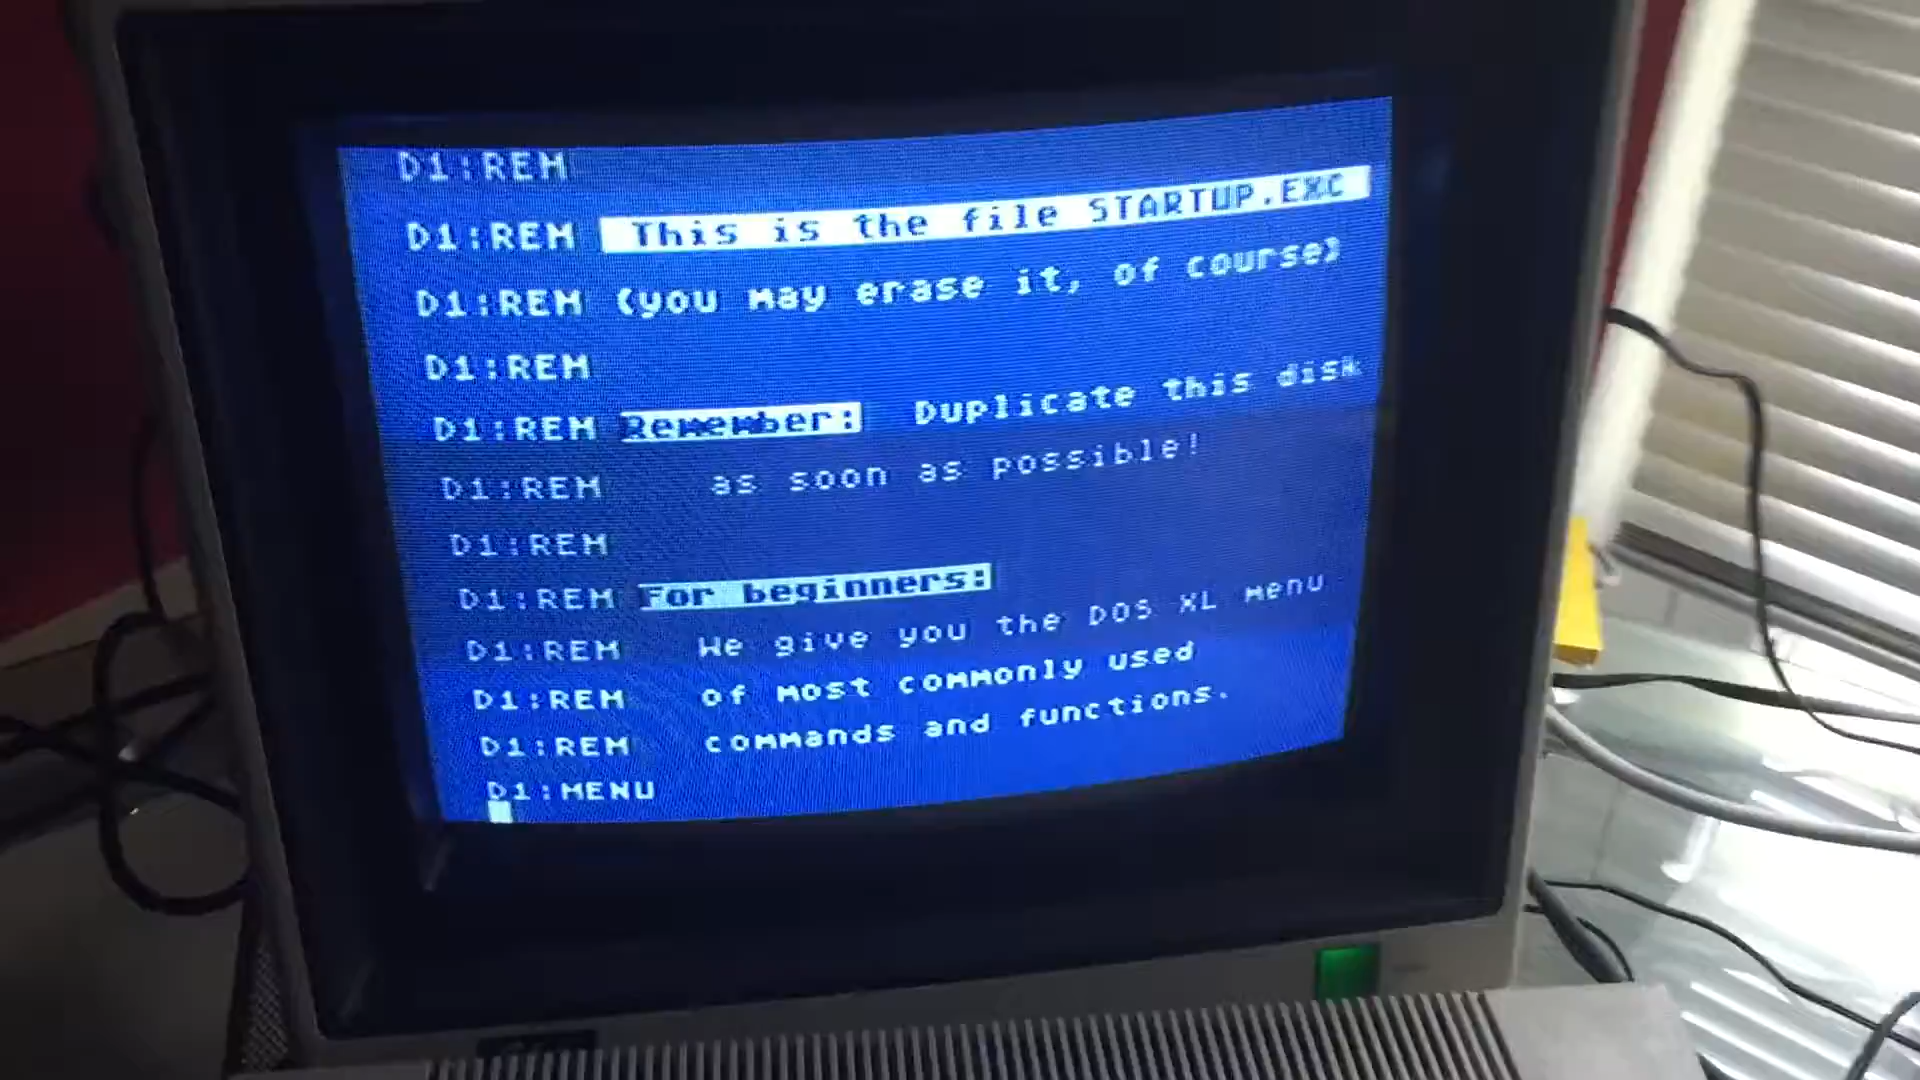 D1:REM
D1:REM This is the file STARTUP.EXC
D1:REM (you may erase it, of course)
D1:REM
D1:REM Remember: Duplicate this disk
D1:REM as soon as possible!
D1:REM
D1:REM For beginners:
D1:REM We give you the DOS XL menu
D1:REM of most commonly used
D1:REM commands and functions.
D1:MENU